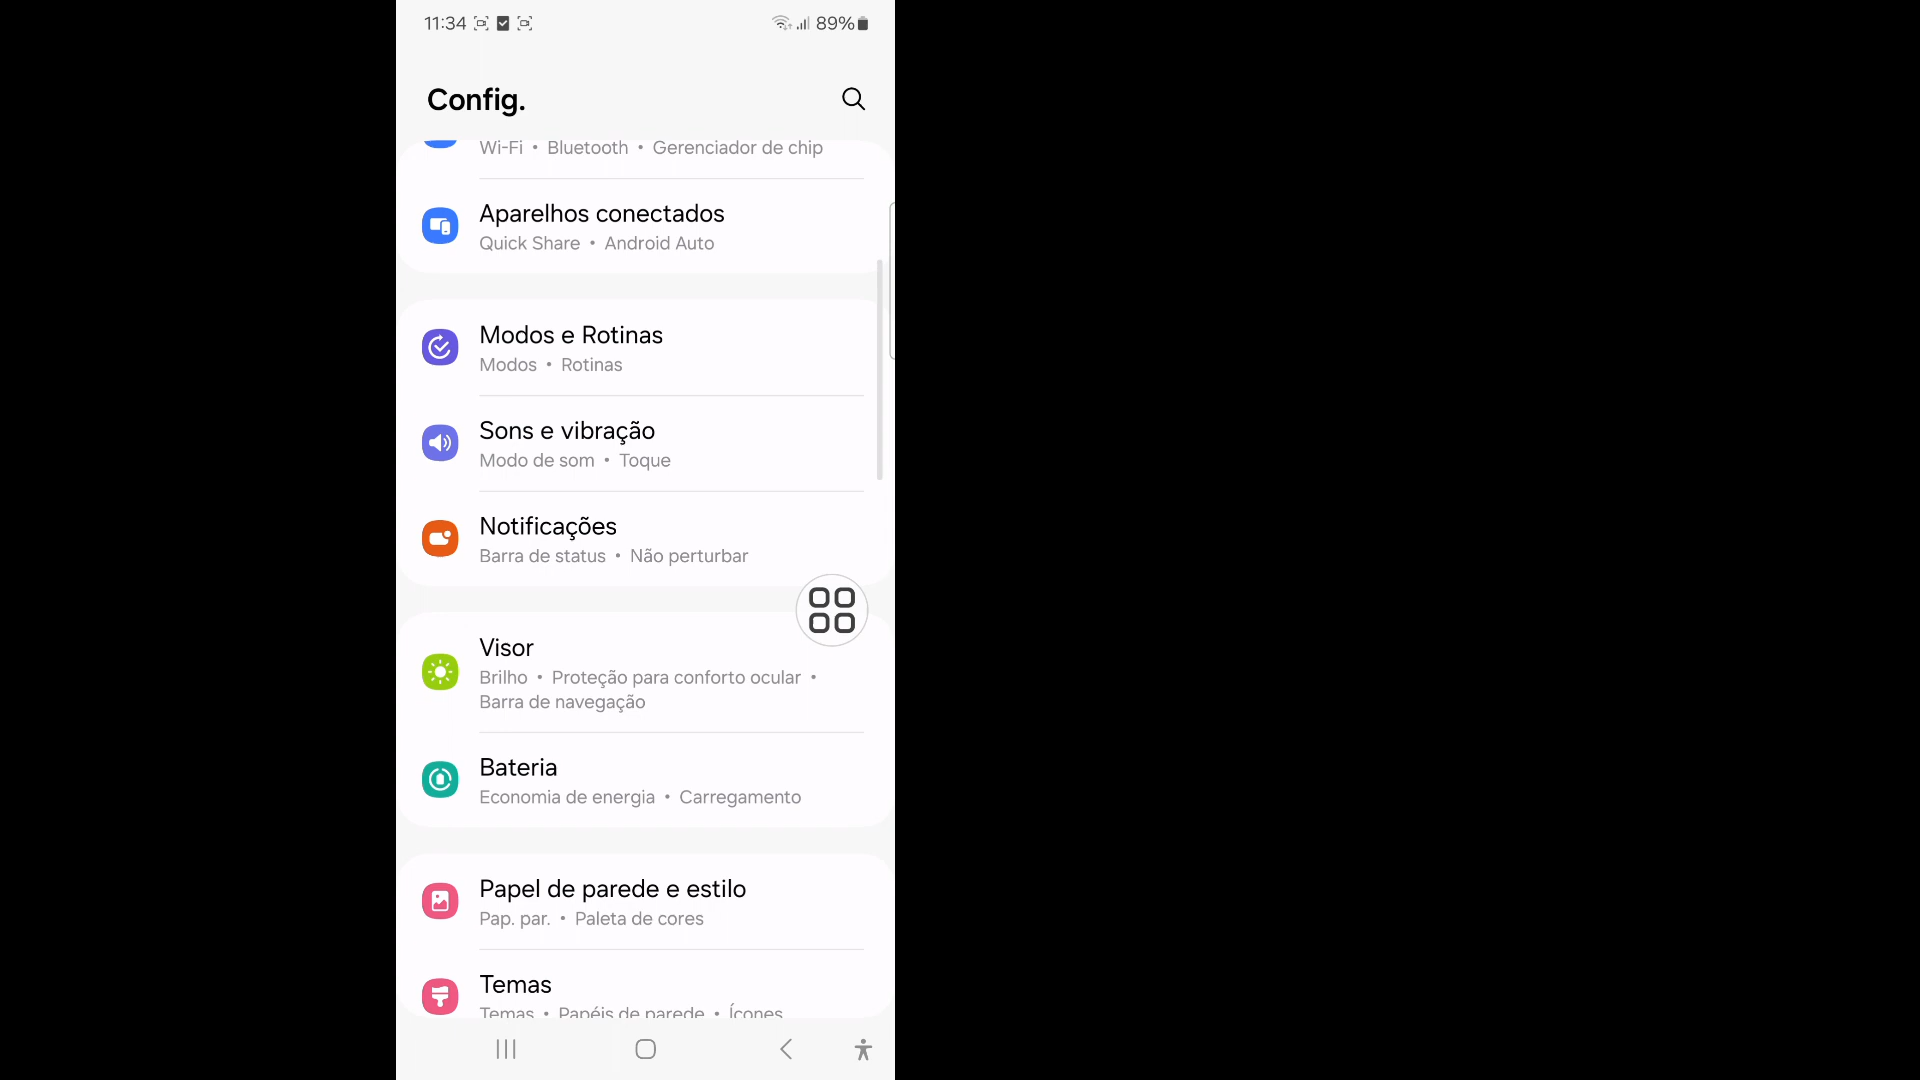 11:34
89%
Config.
Wi-Fi • Bluetooth • Gerenciador de chip
Aparelhos conectados
Quick Share • Android Auto
Modos e Rotinas
Modos • Rotinas
Sons e vibração
Modo de som • Toque
Notificações
Barra de status • Não perturbar
Visor
Brilho • Proteção para conforto ocular •
Barra de navegação
Bateria
Economia de energia • Carregamento
Papel de parede e estilo
Pap. par. • Paleta de cores
Temas
Temas • Papéis de parede • Ícones